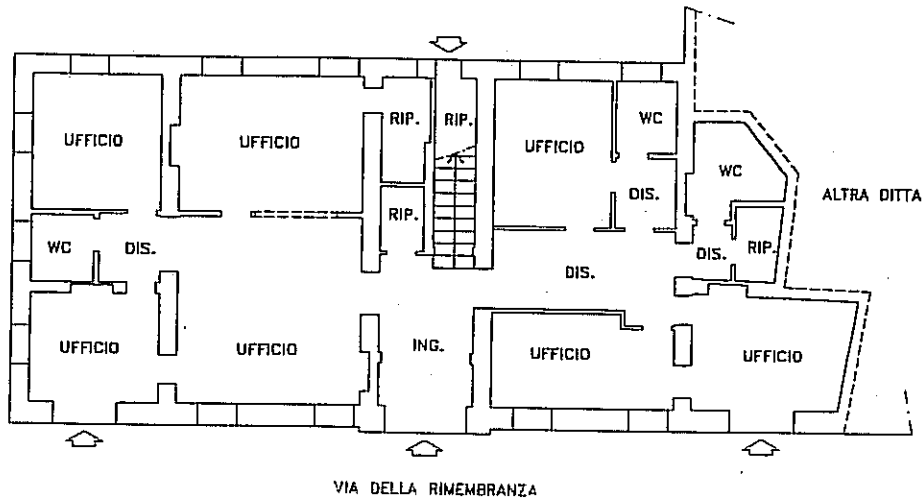 UFFICIO
UFFICIO
RIP.
RIP.
UFFICIO
WC
WC
ALTRA DITTA
RIP.
DIS.
WC
DIS.
DIS.
RIP.
DIS.
UFFICIO
UFFICIO
ING.
UFFICIO
UFFICIO
VIA DELLA RIMEMBRANZA